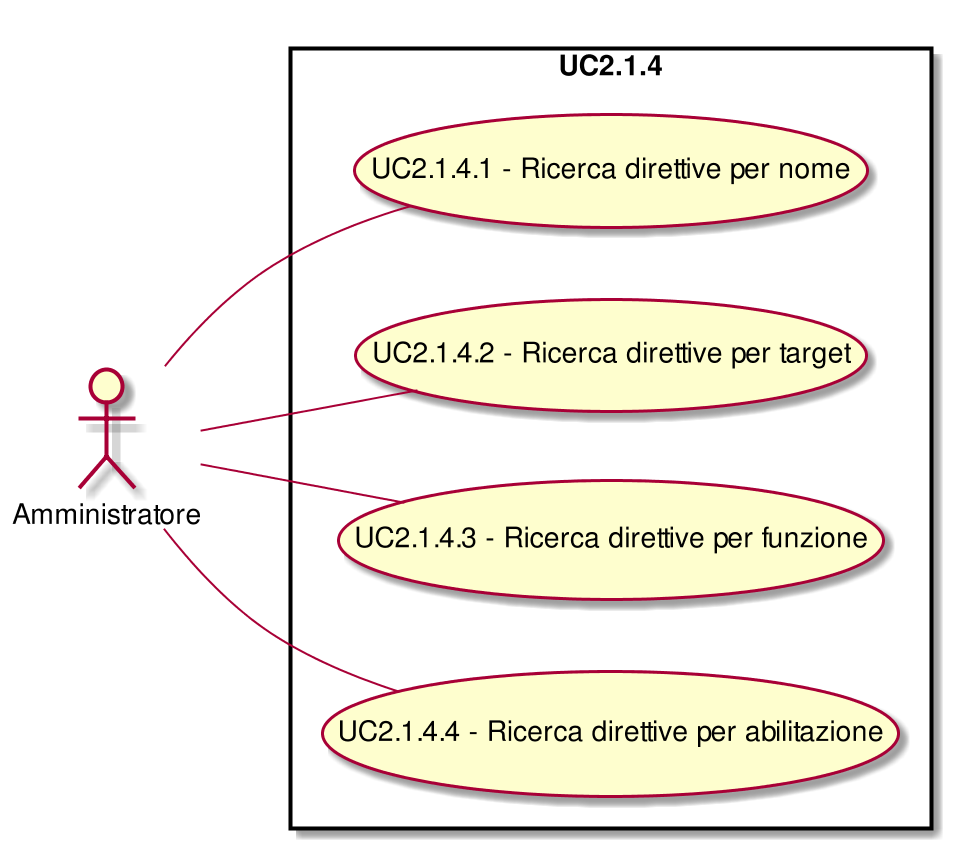 UC2.1.4
UC2.1.4.1 - Ricerca direttive per nome
UC2.1.4.2 - Ricerca direttive per target
Amministratore
UC2.1.4.3 - Ricerca direttive per funzione
UC2.1.4.4 - Ricerca direttive per abilitazione